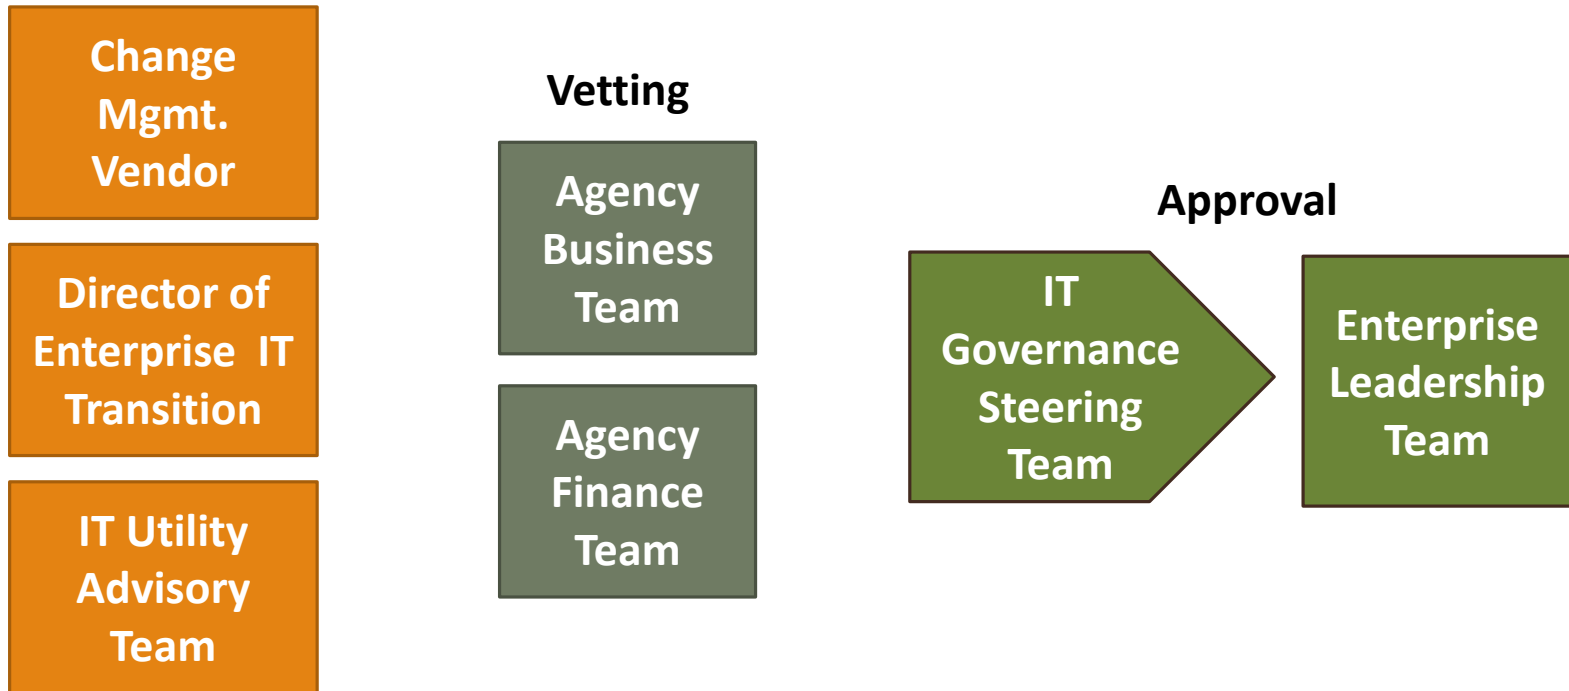 Change
Mgmt.
Vendor
Director of
Enterprise  IT
Transition
IT Utility
Advisory
Team
Vetting
Agency
Business
Team
Agency
Finance
Team
Approval
IT
Governance
Steering
Team
Enterprise
Leadership
Team